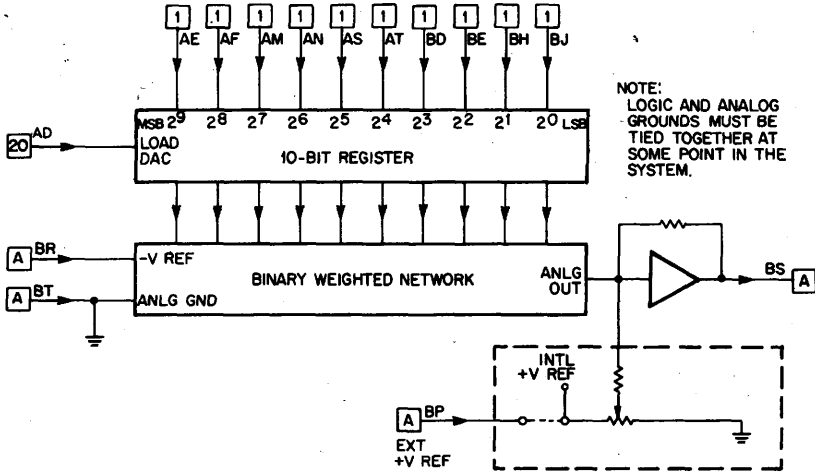 1 1 1 1 1 1 1 1 1 1
AE AF AM AN AS AT BD BE BH BJ
NOTE:
LOGIC AND ANALOG
GROUNDS MUST BE
TIED TOGETHER AT
SOME POINT IN THE
SYSTEM.
MSB 2⁹ 2⁸ 2⁷ 2⁶ 2⁵ 2⁴ 2³ 2² 2¹ 2⁰ LSB
20 AD
LOAD
DAC
10-BIT REGISTER
A BR
-V REF
BINARY WEIGHTED NETWORK
ANLG
OUT
BS A
A BT
ANLG GND
INTL
+V REF
A BP
EXT
+V REF